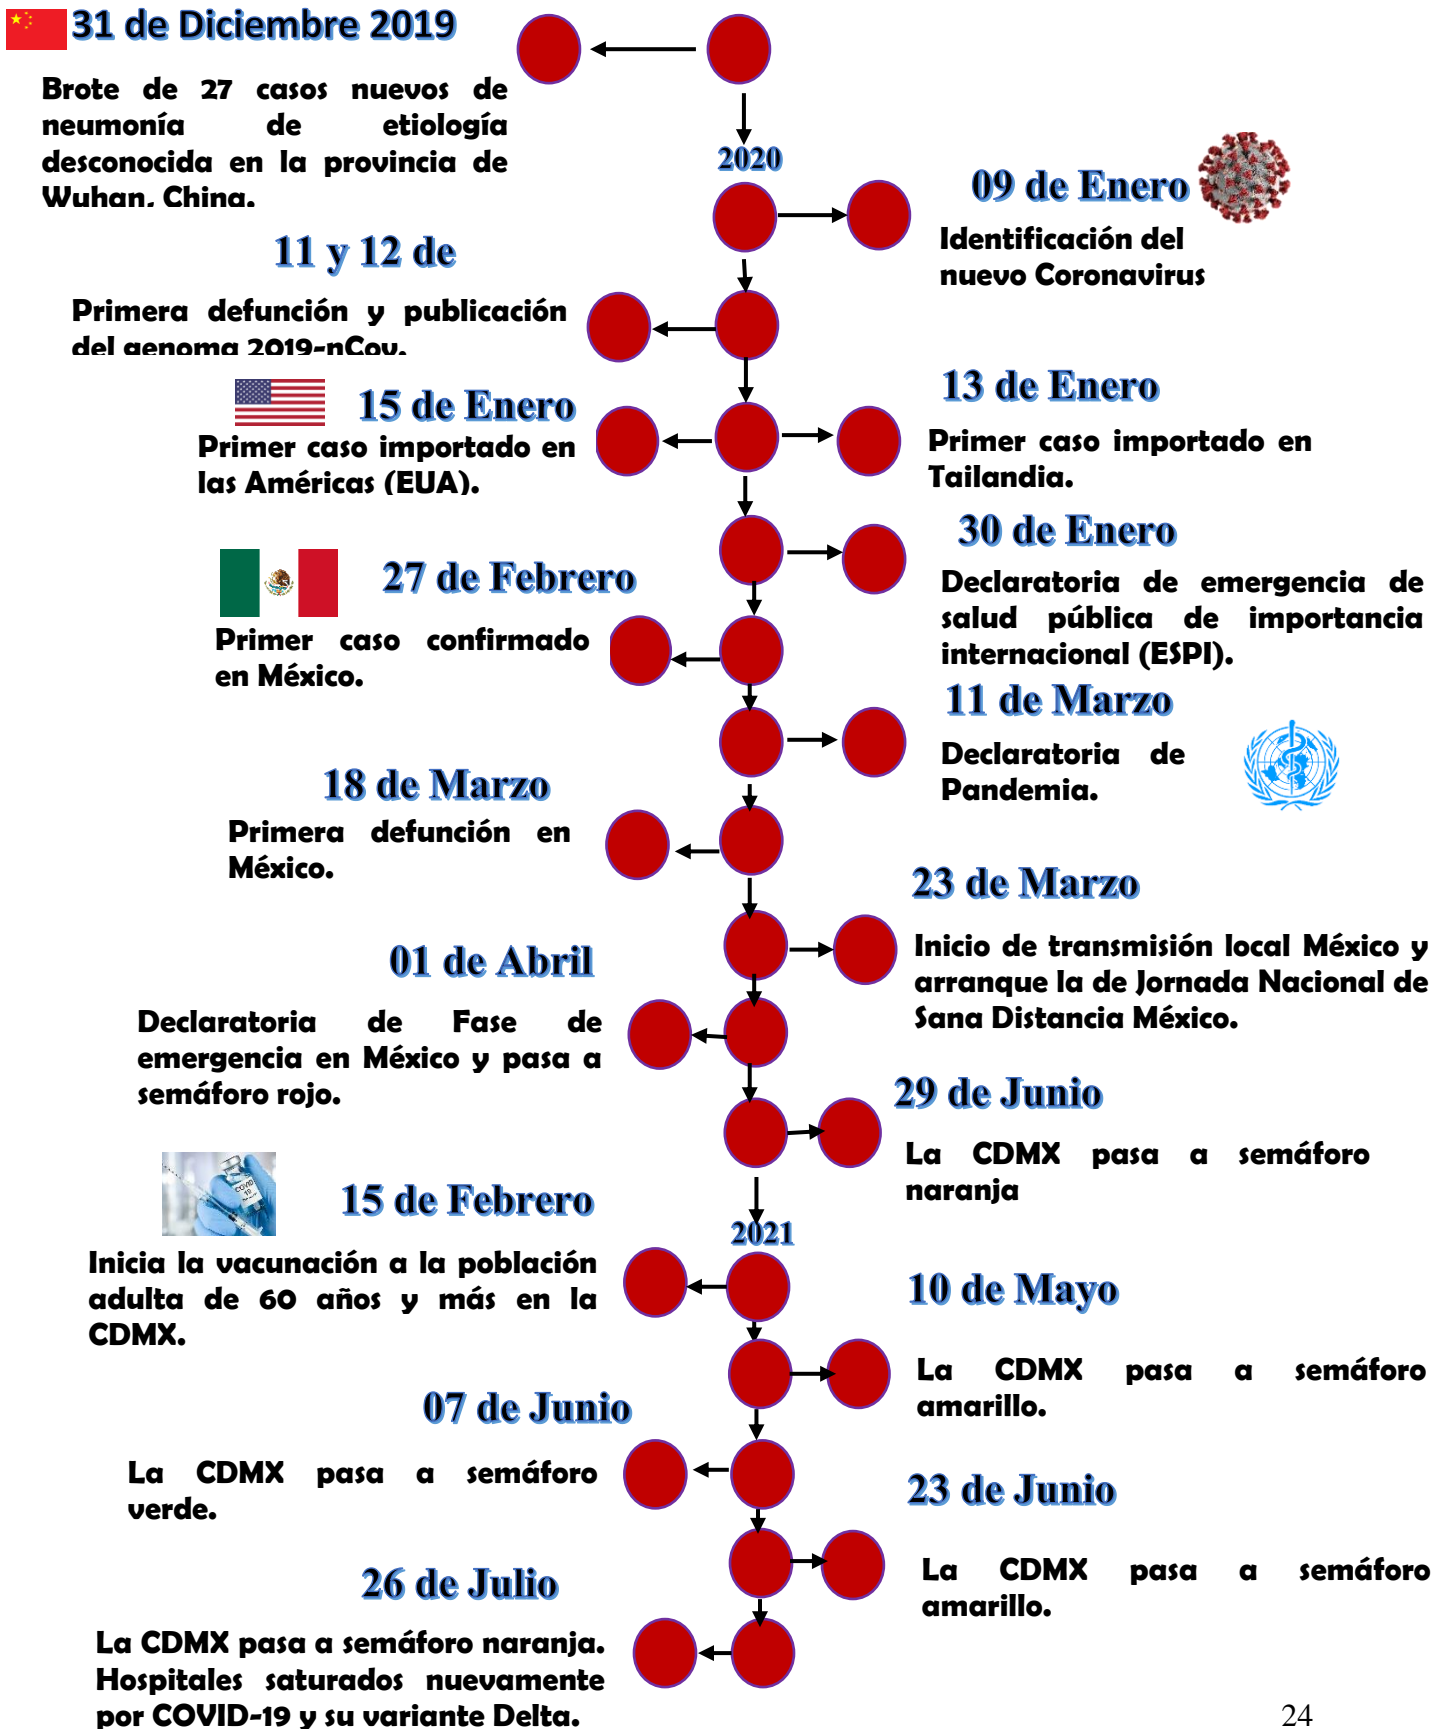 31 de Diciembre 2019
Brote de 27 casos nuevos de
neumonía de etiología
desconocida en la provincia de
Wuhan, China.
2020
09 de Enero
Identificación del
nuevo Coronavirus
11 y 12 de
Primera defunción y publicación
del genoma 2019-nCov.
13 de Enero
Primer caso importado en
Tailandia.
15 de Enero
Primer caso importado en
las Américas (EUA).
30 de Enero
Declaratoria de emergencia de
salud pública de importancia
internacional (ESPI).
27 de Febrero
Primer caso confirmado
en México.
11 de Marzo
Declaratoria de
Pandemia.
18 de Marzo
Primera defunción en
México.
23 de Marzo
Inicio de transmisión local México y
arranque la de Jornada Nacional de
Sana Distancia México.
01 de Abril
Declaratoria de Fase de
emergencia en México y pasa a
semáforo rojo.
29 de Junio
La CDMX pasa a semáforo
naranja
2021
15 de Febrero
COVID
19
Inicia la vacunación a la población
adulta de 60 años y más en la
CDMX.
10 de Mayo
La CDMX pasa a semáforo
amarillo.
07 de Junio
La CDMX pasa a semáforo
verde.
23 de Junio
La CDMX pasa a semáforo
amarillo.
26 de Julio
La CDMX pasa a semáforo naranja.
Hospitales saturados nuevamente
por COVID-19 y su variante Delta.
24